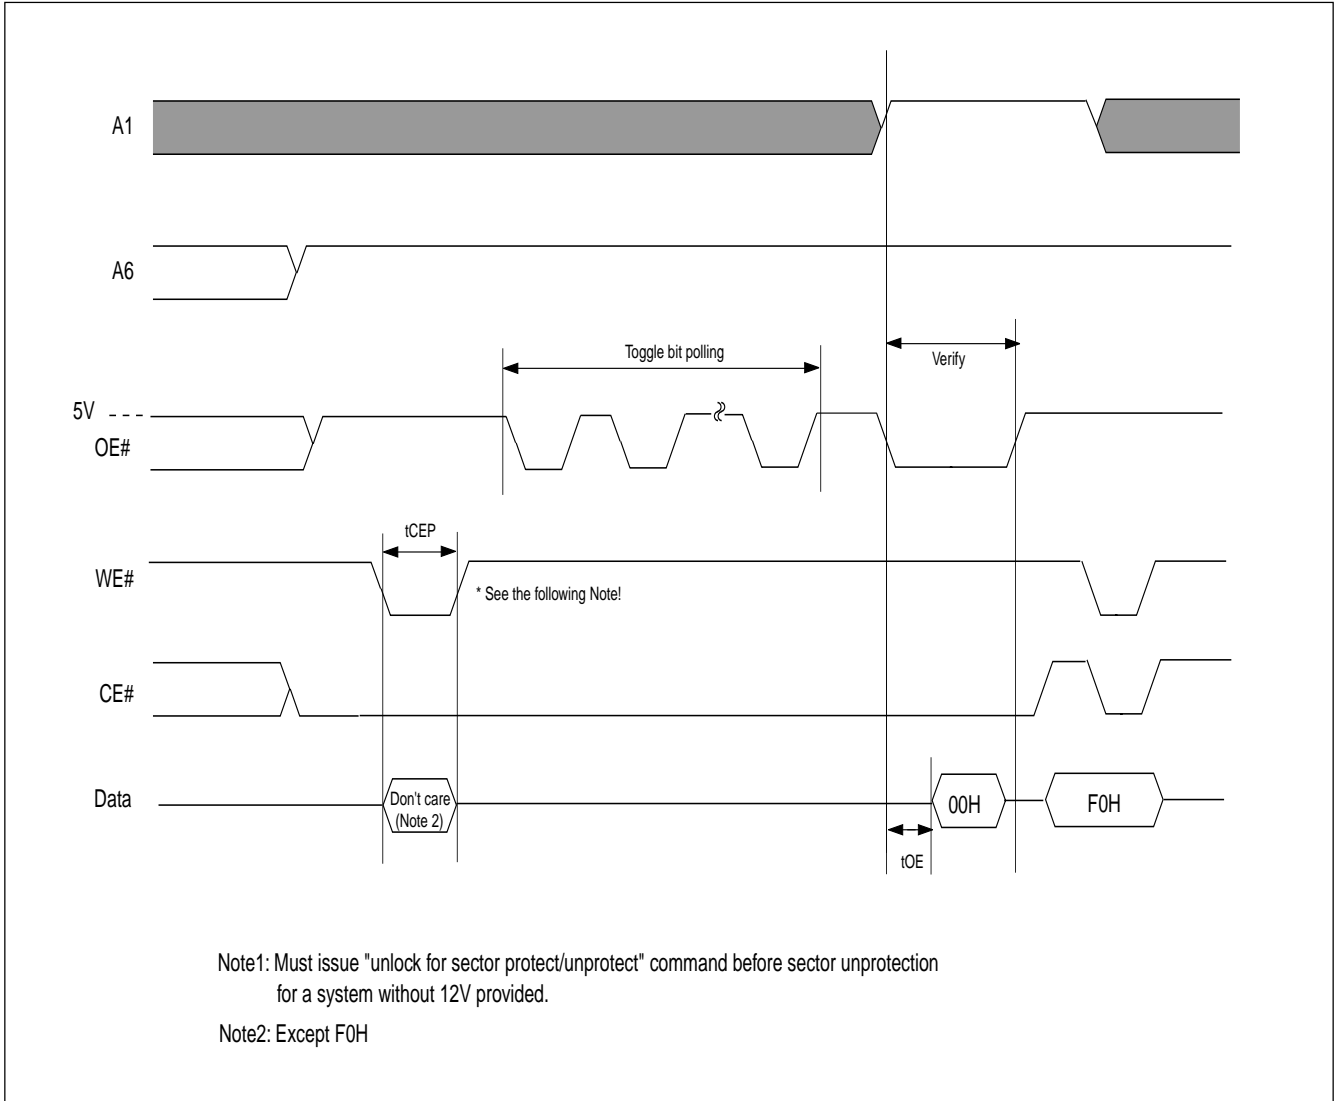 A1
A6
Toggle bit polling
Verify
5V
OE#
tCEP
WE#
* See the following Note!
CE#
Data
Don't care
(Note 2)
00H
F0H
tOE
Note1: Must issue "unlock for sector protect/unprotect" command before sector unprotection
for a system without 12V provided.
Note2: Except F0H